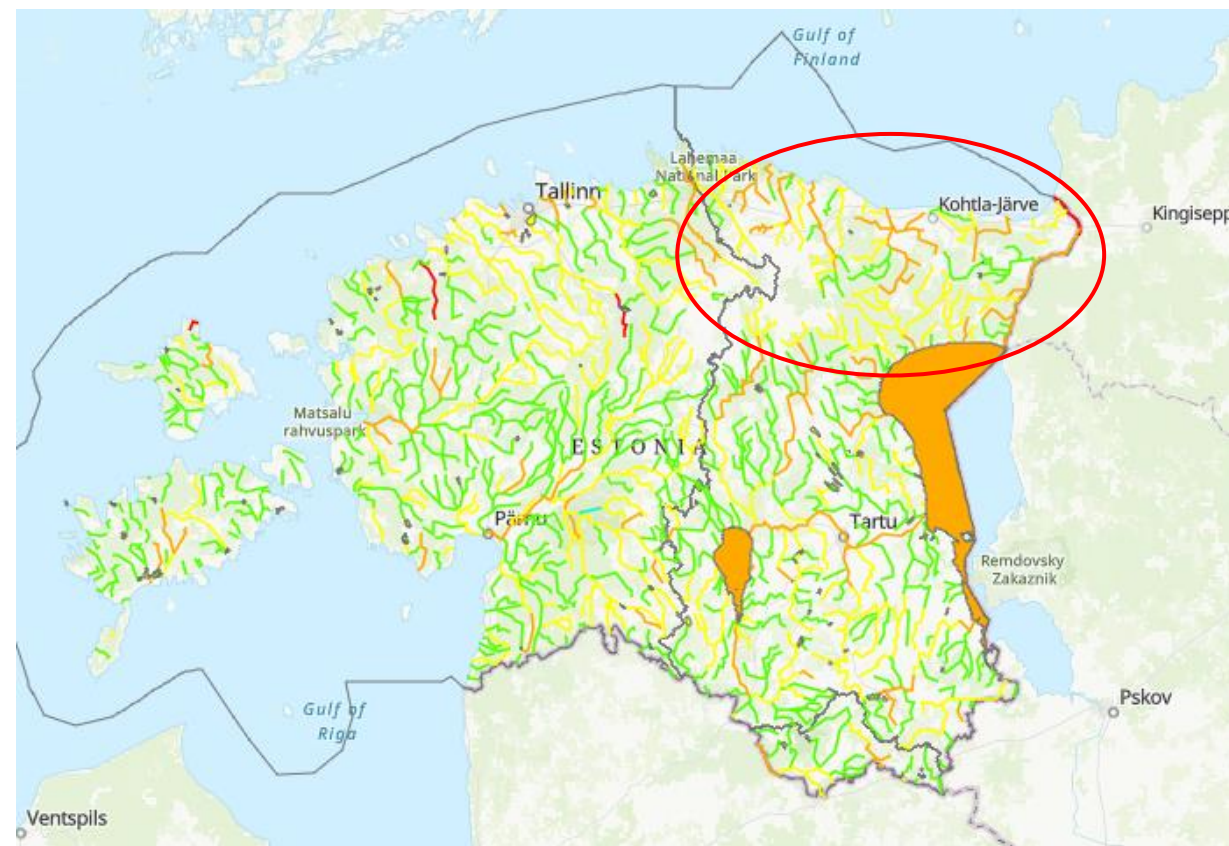 Gulf of
Finland
Lahemaa
National Park
Tallinn
Kohtla-Järve
Kingisepp
Matsalu
rahvuspark
ESTONIA
Pärnu
Tartu
Remdovsky
Zakaznik
Gulf of
Riga
Pskov
Ventspils